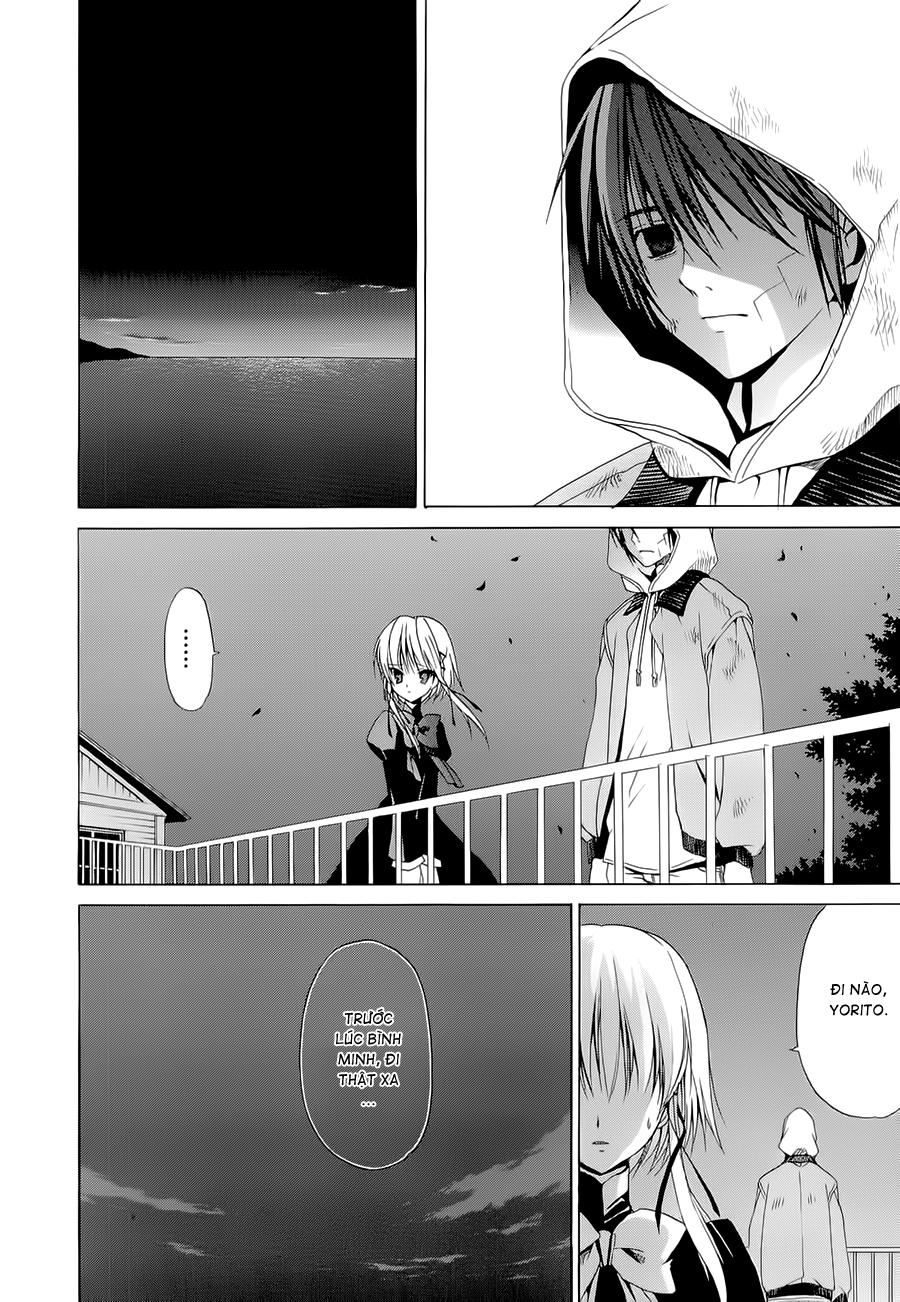 ......
ĐI NÀO,
YORITO.
TRƯỚC
LÚC BÌNH
MINH, ĐI
THẬT XA
...